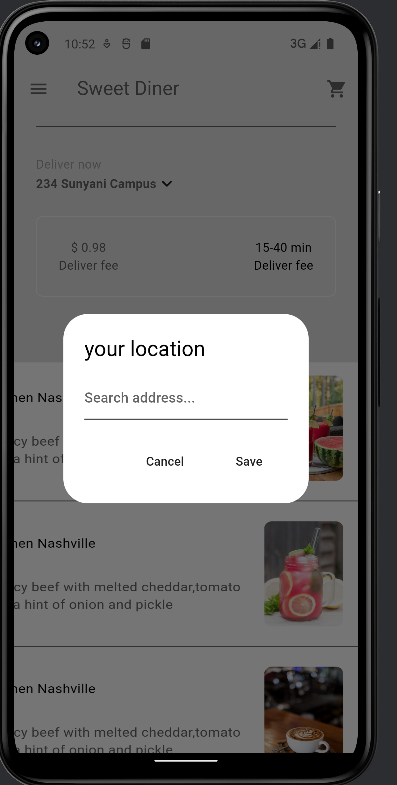 10:52
3G
Sweet Diner
Deliver now
234 Sunyani Campus
$ 0.98
15-40 min
Deliver fee
Deliver fee
your location
Search address...
Cancel
Save
hen Nas
cy beef
a hint of
hen Nashville
cy beef with melted cheddar,tomato
a hint of onion and pickle
hen Nashville
cy beef with melted cheddar,tomato
a hint of onion and pickle